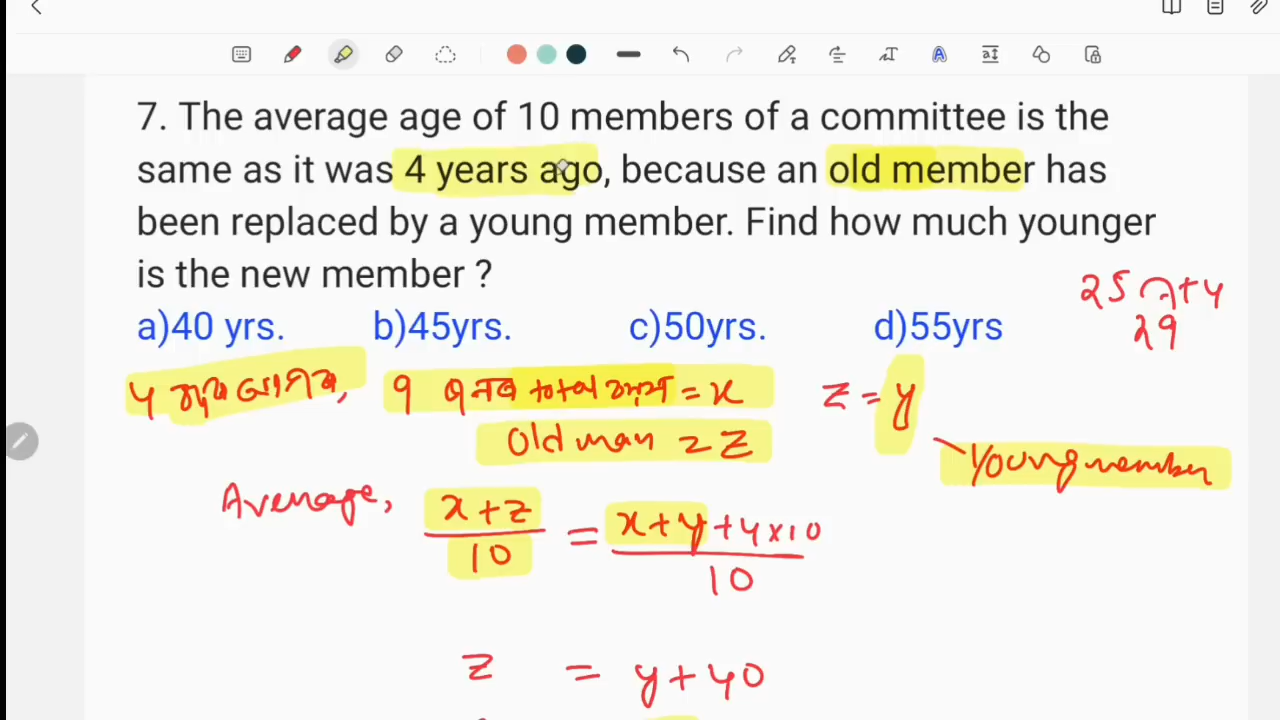 7. The average age of 10 members of a committee is the
same as it was 4 years ago, because an old member has
been replaced by a young member. Find how much younger
is the new member ?
a)40 yrs. b)45yrs. c)50yrs. d)55yrs
25 +4
29
total = x
z = y
Old man = z
Young member
Average,
x+z = x+y+4×10
10 10
z = y+40